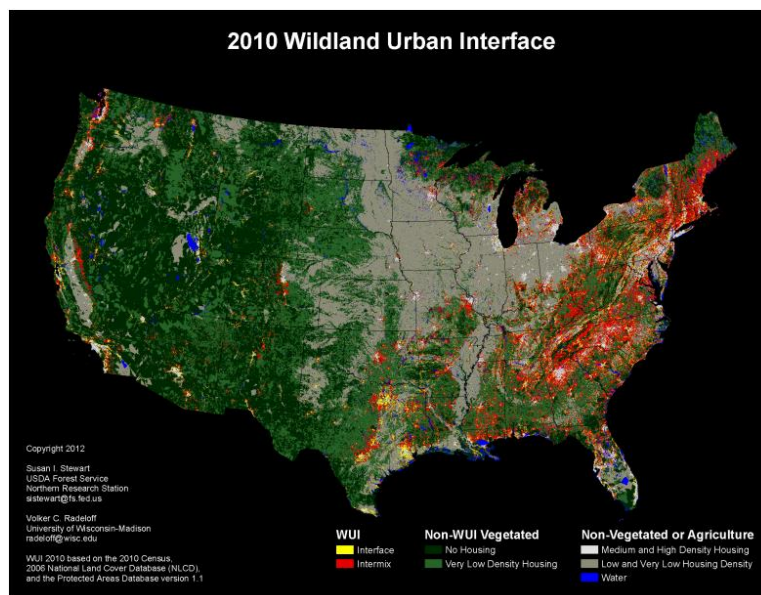 2010 Wildland Urban Interface
Copyright 2012
Susan I. Stewart
USDA Forest Service
Northern Research Station
sistewart@fs.fed.us
Volker C. Radeloff
University of Wisconsin-Madison
radeloff@wisc.edu
WUI 2010 based on the 2010 Census,
2006 National Land Cover Database (NLCD),
and the Protected Areas Database version 1.1
WUI
Interface
Intermix
Non-WUI Vegetated
No Housing
Very Low Density Housing
Non-Vegetated or Agriculture
Medium and High Density Housing
Low and Very Low Housing Density
Water